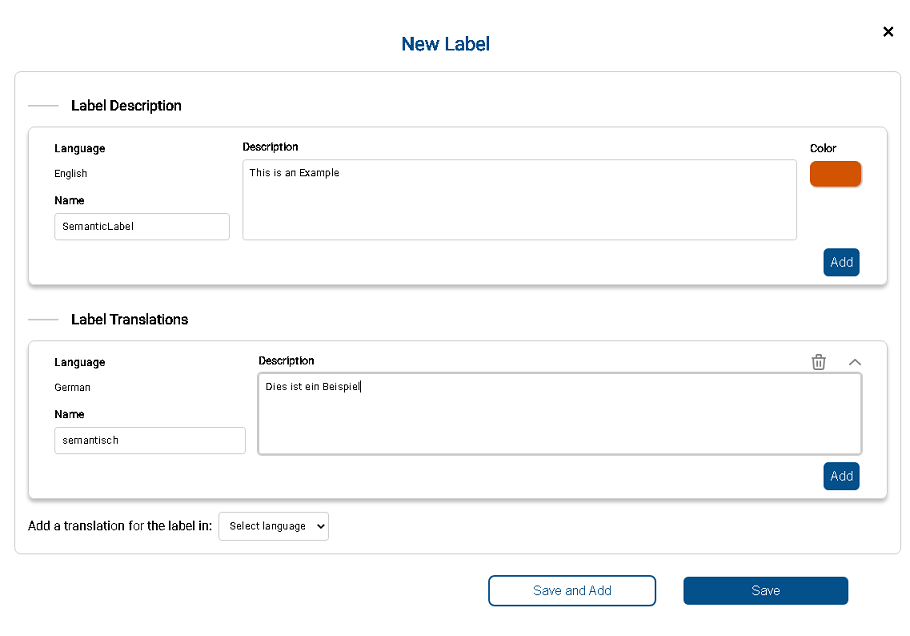 New Label
Label Description
Language
Description
Color
English
This is an Example
Name
SemanticLabel
Add
Label Translations
Language
Description
German
Dies ist ein Beispiel
Name
semantisch
Add
Add a translation for the label in: Select language
Save and Add
Save